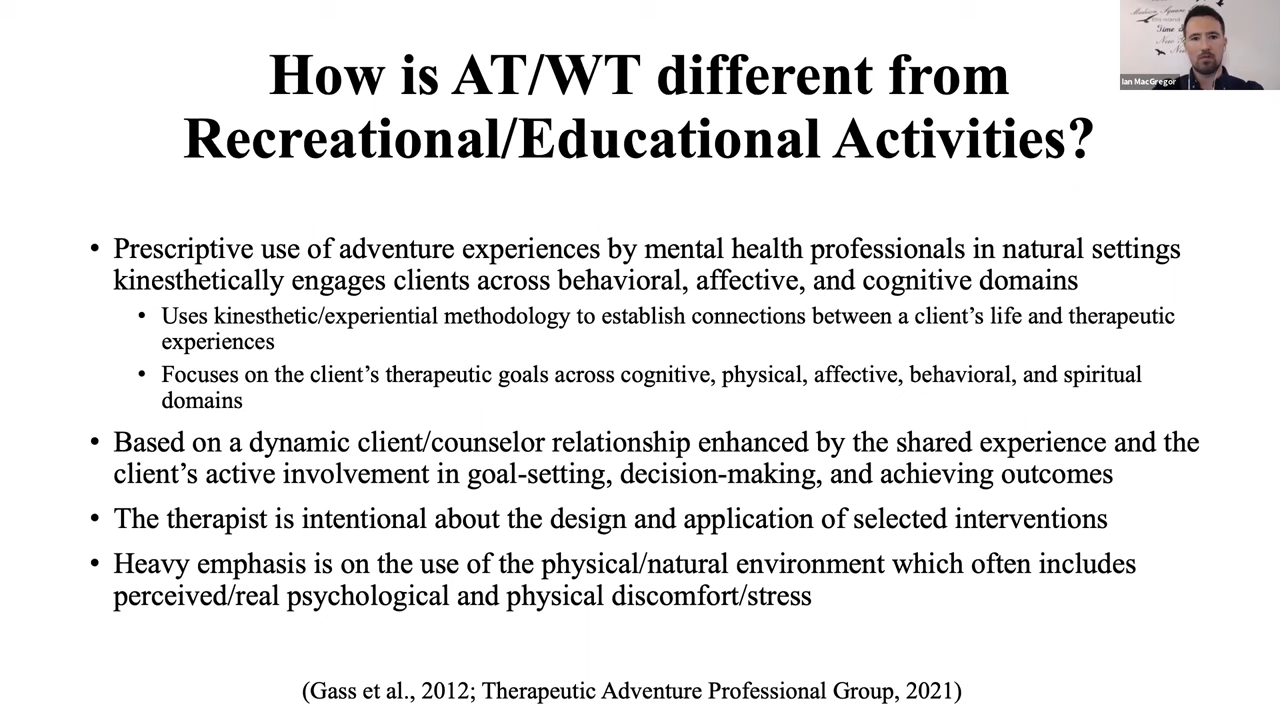 How is AT/WT different from
Recreational/Educational Activities?
• Prescriptive use of adventure experiences by mental health professionals in natural settings
kinesthetically engages clients across behavioral, affective, and cognitive domains
• Uses kinesthetic/experiential methodology to establish connections between a client’s life and therapeutic
experiences
• Focuses on the client’s therapeutic goals across cognitive, physical, affective, behavioral, and spiritual
domains
• Based on a dynamic client/counselor relationship enhanced by the shared experience and the
client’s active involvement in goal-setting, decision-making, and achieving outcomes
• The therapist is intentional about the design and application of selected interventions
• Heavy emphasis is on the use of the physical/natural environment which often includes
perceived/real psychological and physical discomfort/stress
(Gass et al., 2012; Therapeutic Adventure Professional Group, 2021)
Madison Square
Time
New
Ian MacGregor